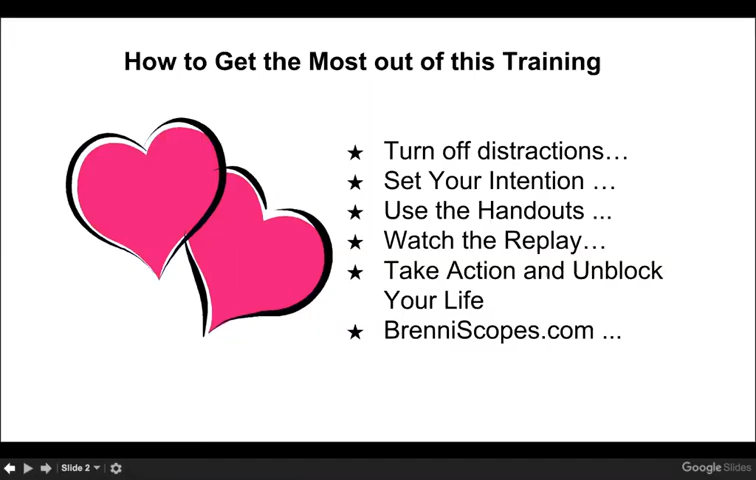 How to Get the Most out of this Training
★ Turn off distractions…
★ Set Your Intention …
★ Use the Handouts ...
★ Watch the Replay…
★ Take Action and Unblock
Your Life
★ BrenniScopes.com ...
Slide 2
Google Slides